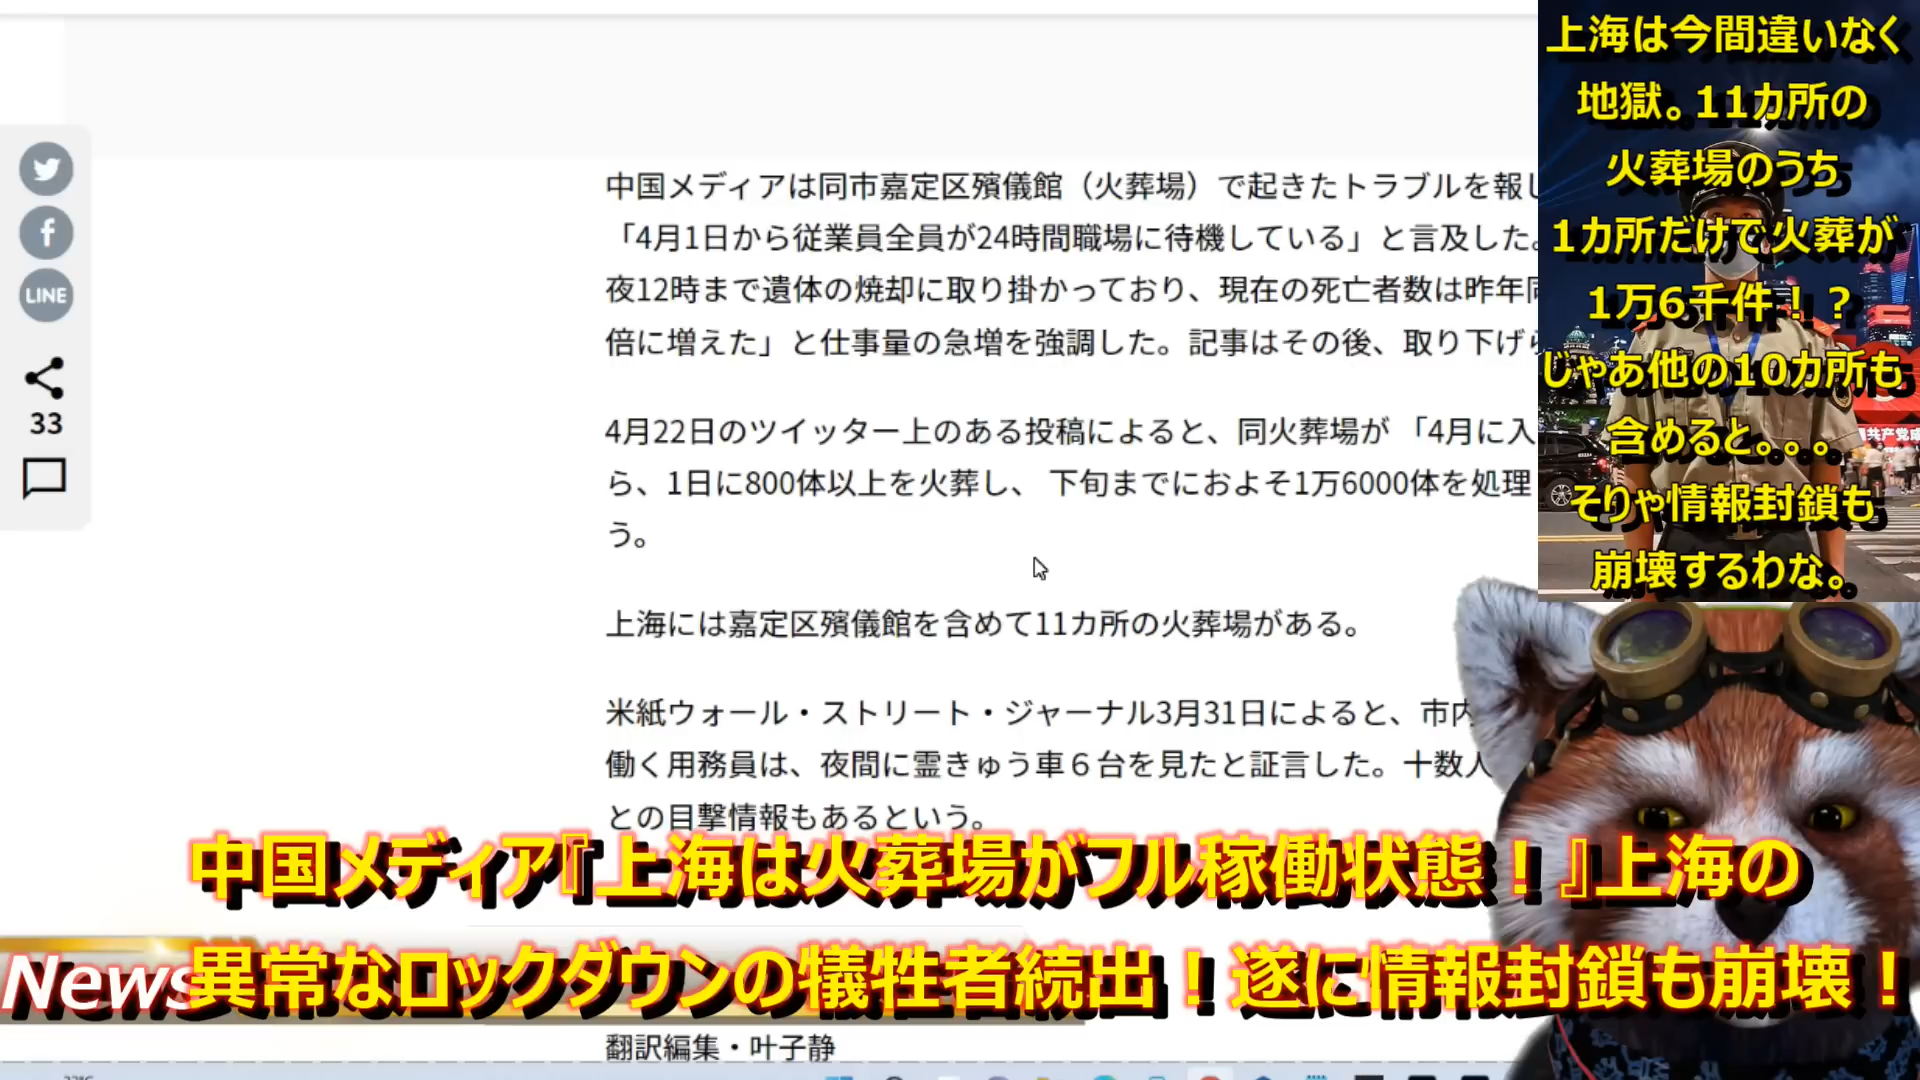 上海は今間違いなく
地獄。11カ所の
火葬場のうち
1カ所だけで火葬が
1万6千件！？
じゃあ他の10カ所も
含めると。。。
そりゃ情報封鎖も
崩壊するわな。
LINE
33
中国メディアは同市嘉定区殯儀館（火葬場）で起きたトラブルを報し
「4月1日から従業員全員が24時間職場に待機している」と言及した。
夜12時まで遺体の焼却に取り掛かっており、現在の死亡者数は昨年同
倍に増えた」と仕事量の急増を強調した。記事はその後、取り下げら
4月22日のツイッター上のある投稿によると、同火葬場が 「4月に入
ら、1日に800体以上を火葬し、 下旬までにおよそ1万6000体を処理
う。
上海には嘉定区殯儀館を含めて11カ所の火葬場がある。
米紙ウォール・ストリート・ジャーナル3月31日によると、市内
働く用務員は、夜間に霊きゅう車６台を見たと証言した。十数人
との目撃情報もあるという。
中国メディア『上海は火葬場がフル稼働状態！』上海の
News
異常なロックダウンの犠牲者続出！遂に情報封鎖も崩壊！
翻訳編集・叶子静